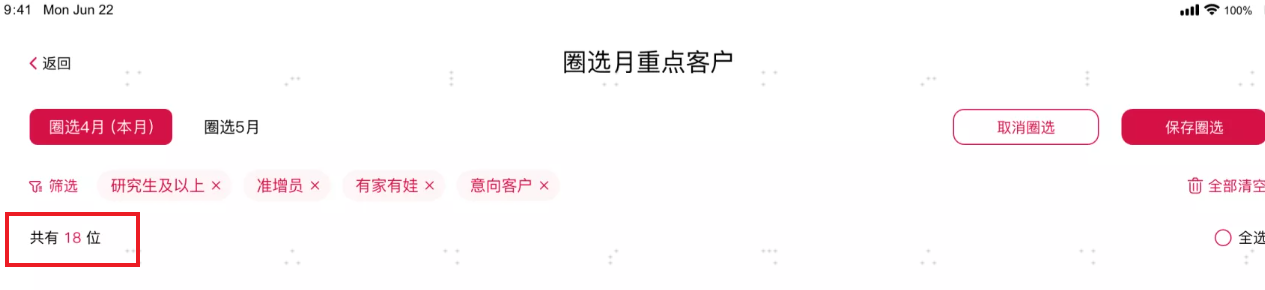 9:41 Mon Jun 22 100%
返回 圈选月重点客户
圈选4月 (本月) 圈选5月 取消圈选 保存圈选
筛选 研究生及以上 × 准增员 × 有家有娃 × 意向客户 × 全部清空
共有 18 位 全选